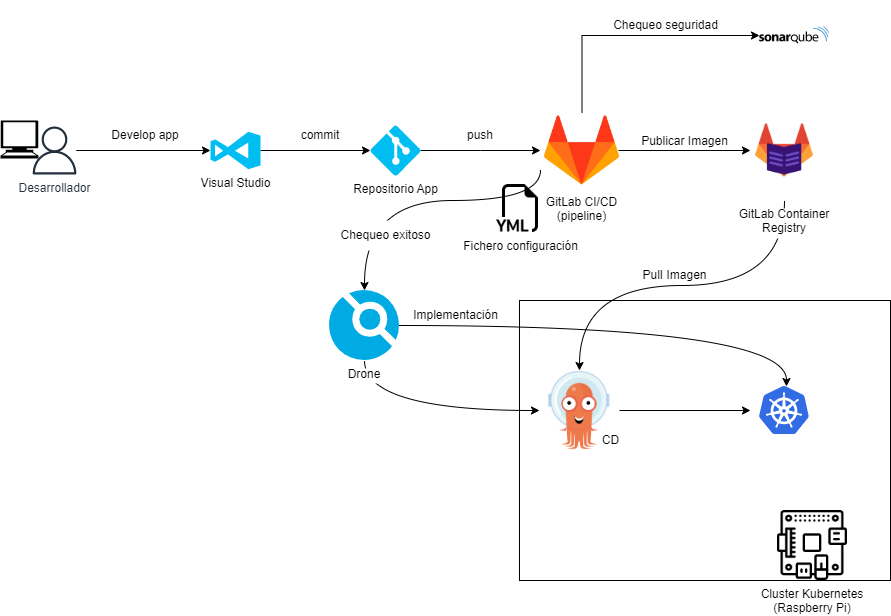 Chequeo seguridad
sonarqube
Develop app
commit
push
Publicar Imagen
Desarrollador
Visual Studio
Repositorio App
GitLab CI/CD
(pipeline)
YML
Fichero configuración
GitLab Container
Registry
Chequeo exitoso
Pull Imagen
Implementación
Drone
CD
Cluster Kubernetes
(Raspberry Pi)